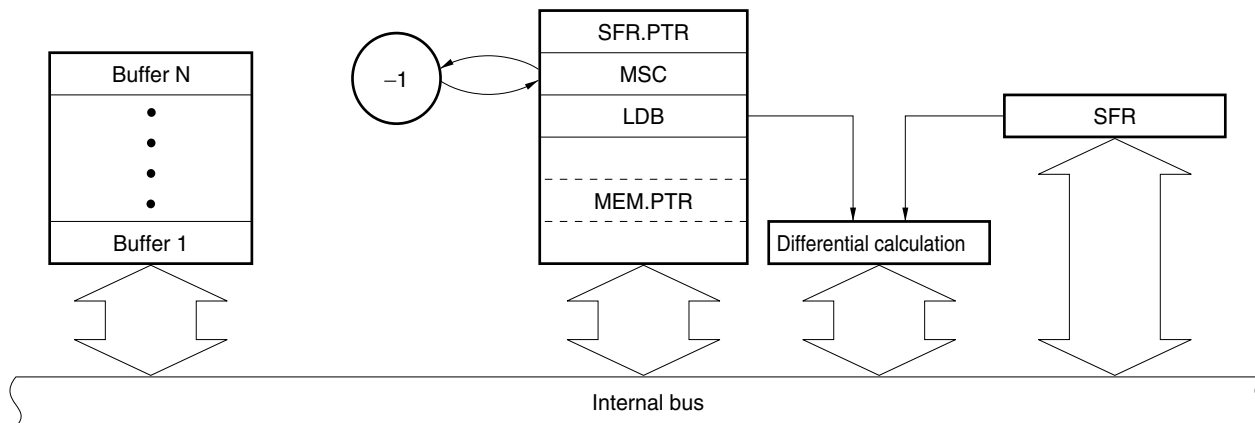 Buffer N
Buffer 1
–1
SFR.PTR
MSC
LDB
MEM.PTR
SFR
Differential calculation
Internal bus